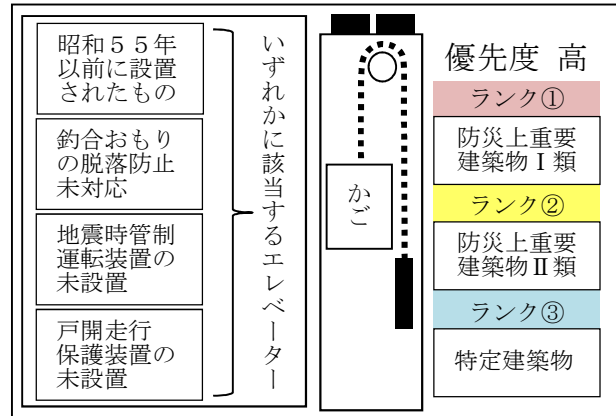 昭和５５年
以前に設置
されたもの
釣合おもり
の脱落防止
未対応
地震時管制
運転装置の
未設置
戸開走行
保護装置の
未設置
いずれかに該当するエレベーター
かご
優先度 高
ランク①
防災上重要
建築物Ⅰ類
ランク②
防災上重要
建築物Ⅱ類
ランク③
特定建築物